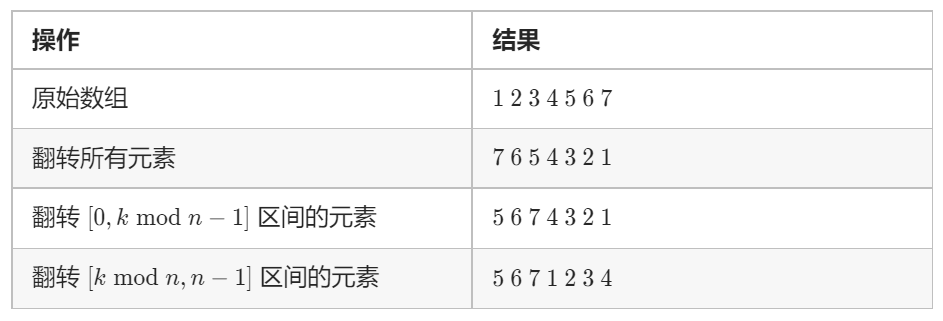 操作 结果
原始数组 1 2 3 4 5 6 7
翻转所有元素 7 6 5 4 3 2 1
翻转 [0, k mod n − 1] 区间的元素 5 6 7 4 3 2 1
翻转 [k mod n, n − 1] 区间的元素 5 6 7 1 2 3 4